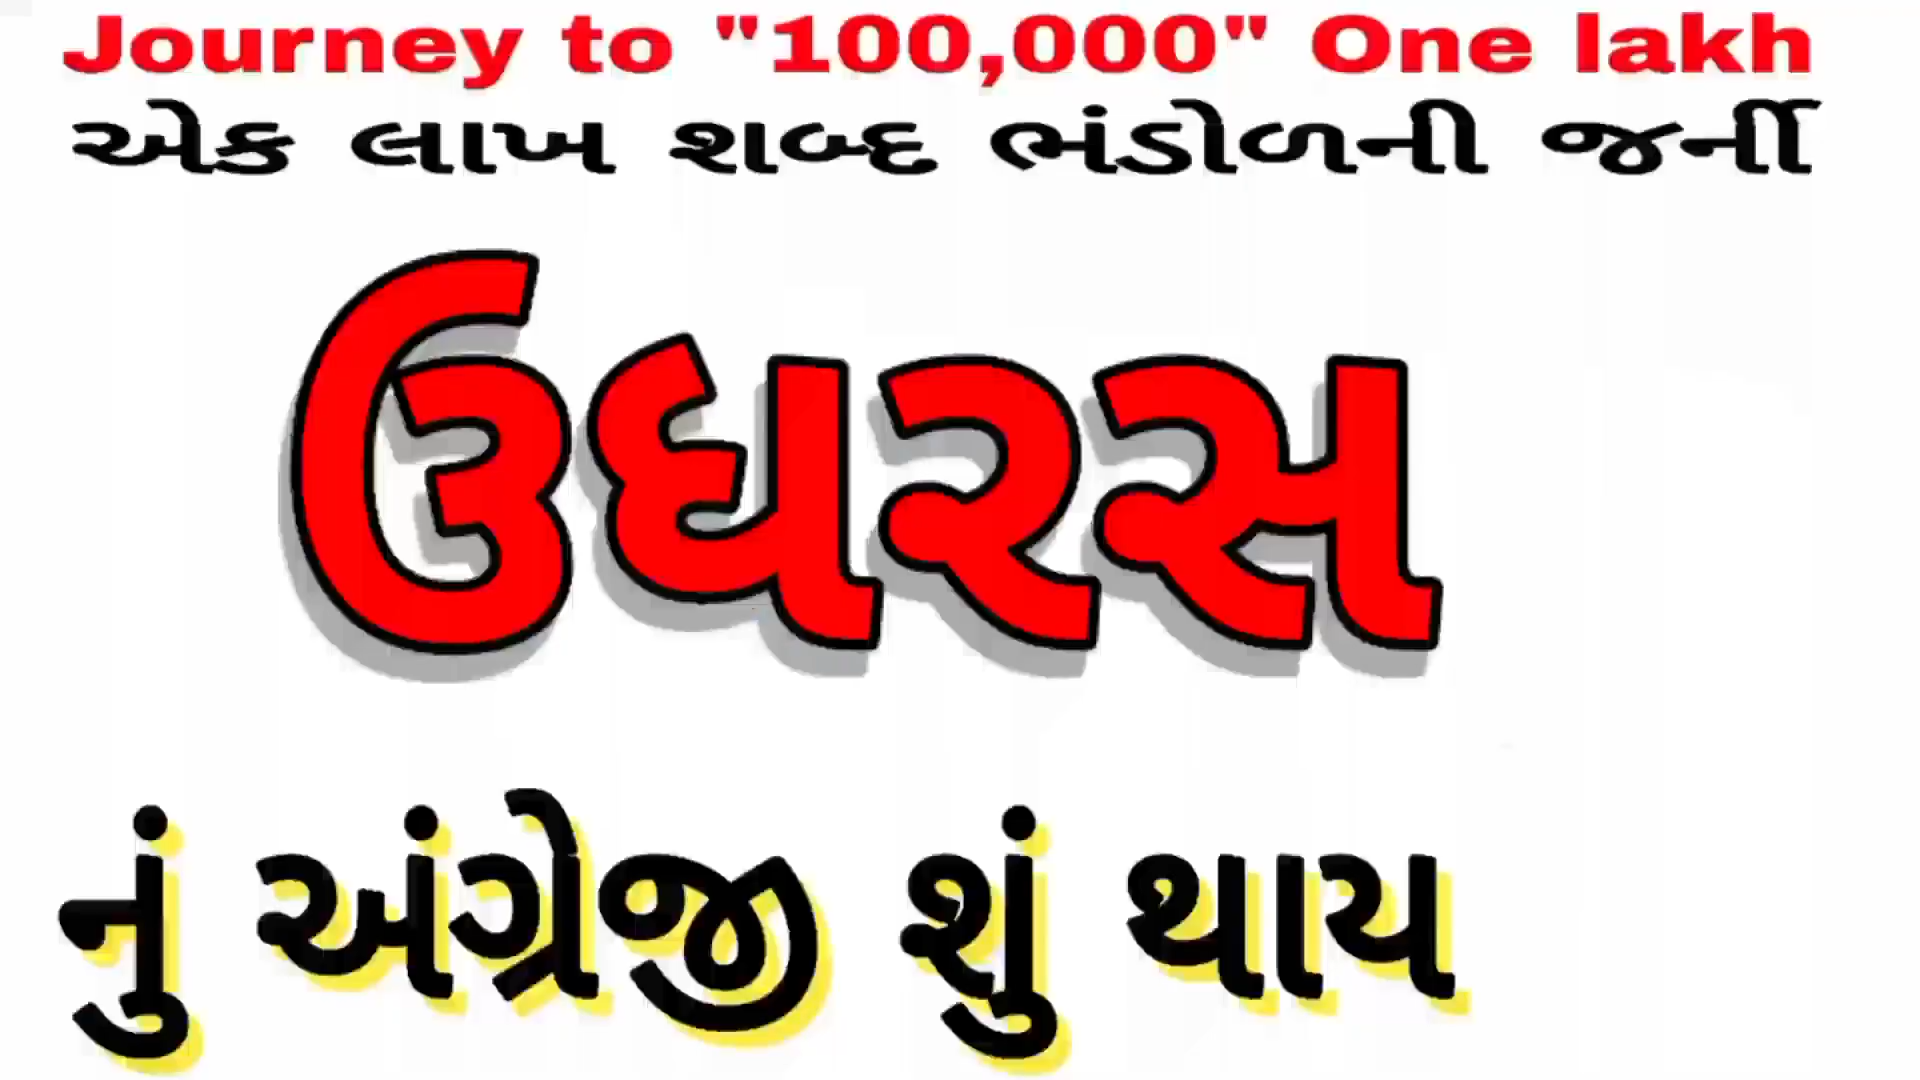 Journey to "100,000" One lakh
એક લાખ શબ્દ ભંડોળની જર્ની
ઉધરસ
નું અંગ્રેજી શું થાય